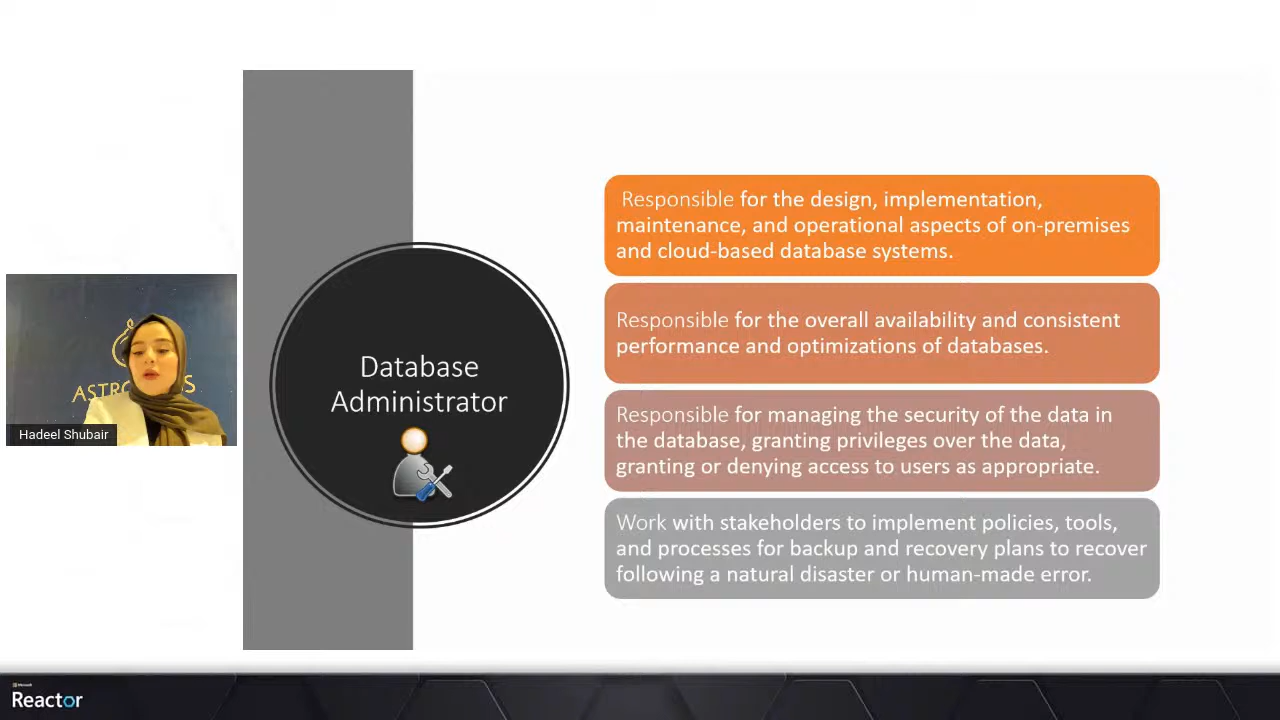 Responsible for the design, implementation,
maintenance, and operational aspects of on-premises
and cloud-based database systems.
Responsible for the overall availability and consistent
performance and optimizations of databases.
Database
Administrator
Responsible for managing the security of the data in
the database, granting privileges over the data,
granting or denying access to users as appropriate.
Work with stakeholders to implement policies, tools,
and processes for backup and recovery plans to recover
following a natural disaster or human-made error.
Hadeel Shubair
Microsoft
Reactor